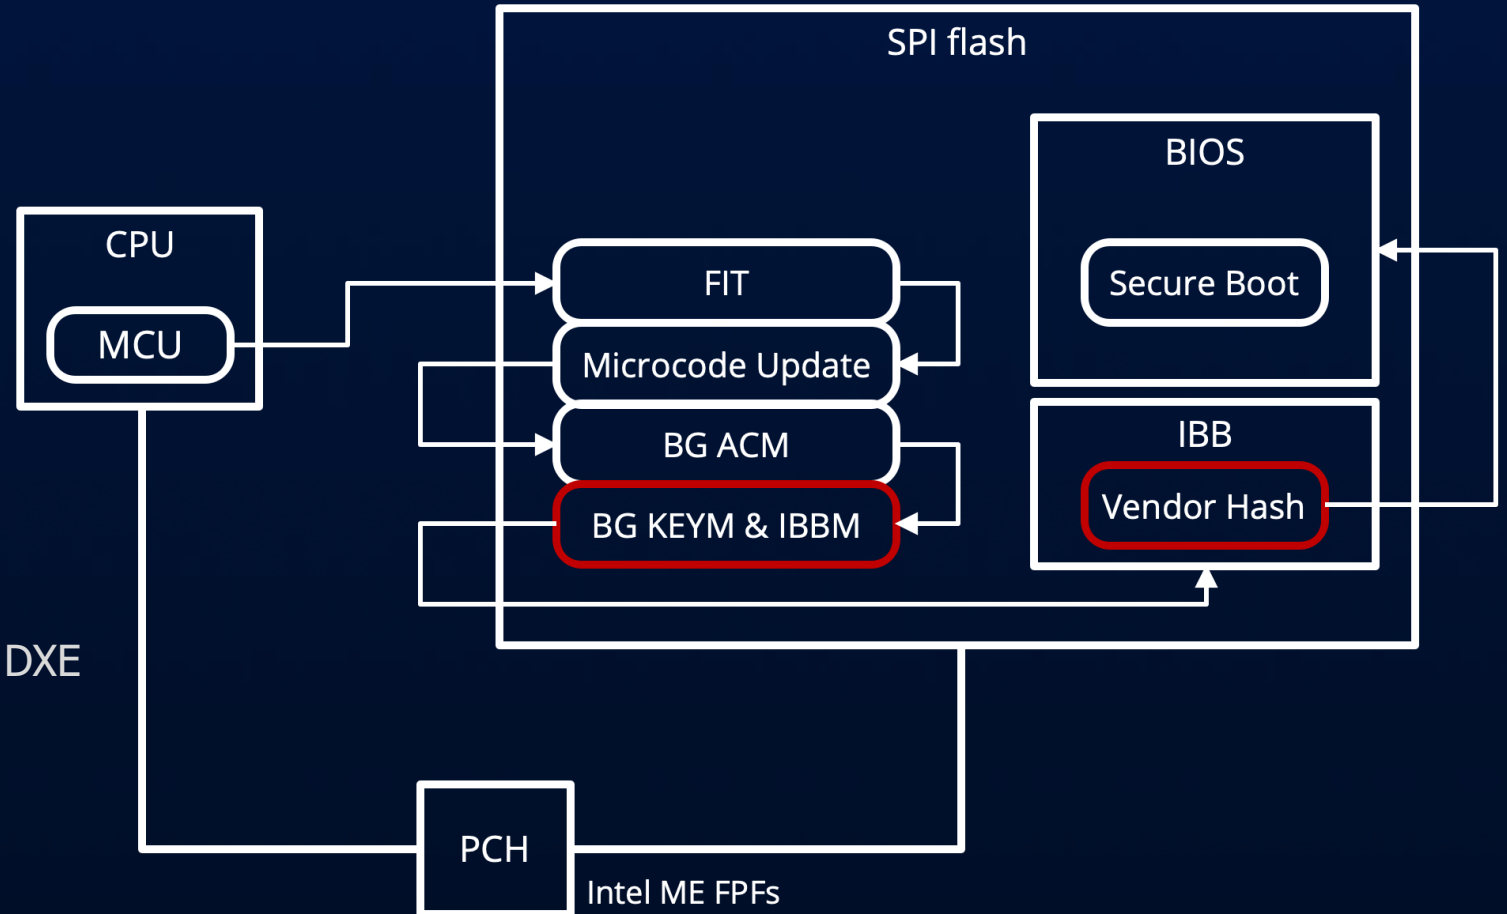 SPI flash
BIOS
CPU
FIT
Secure Boot
MCU
Microcode Update
BG ACM
IBB
BG KEYM & IBBM
Vendor Hash
DXE
PCH
Intel ME FPFs